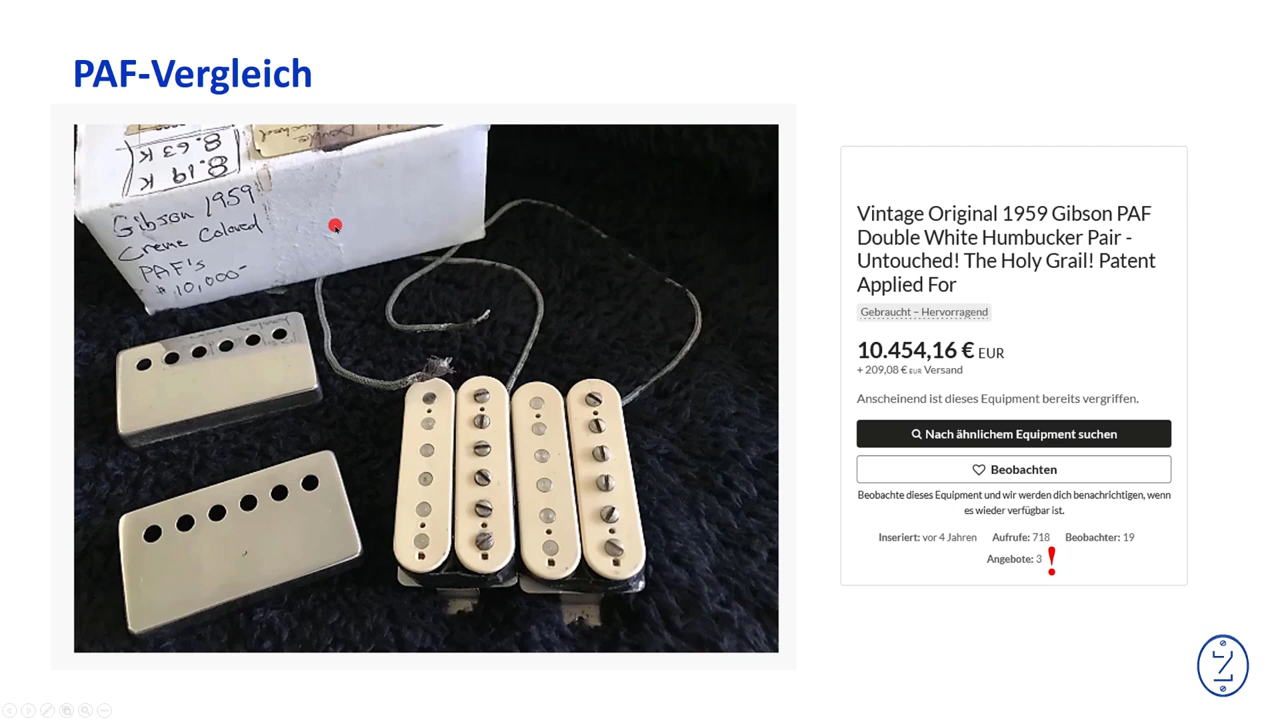 PAF-Vergleich
8.63 K
8.19 K
Gibson 1959
Creme Colored
PAF's
$10,000-
Vintage Original 1959 Gibson PAF
Double White Humbucker Pair -
Untouched! The Holy Grail! Patent
Applied For
Gebraucht – Hervorragend
10.454,16 € EUR
+ 209,08 € EUR Versand
Anscheinend ist dieses Equipment bereits vergriffen.
Nach ähnlichem Equipment suchen
Beobachten
Beobachte dieses Equipment und wir werden dich benachrichtigen, wenn
es wieder verfügbar ist.
Inseriert: vor 4 Jahren Aufrufe: 718 Beobachter: 19
Angebote: 3 !